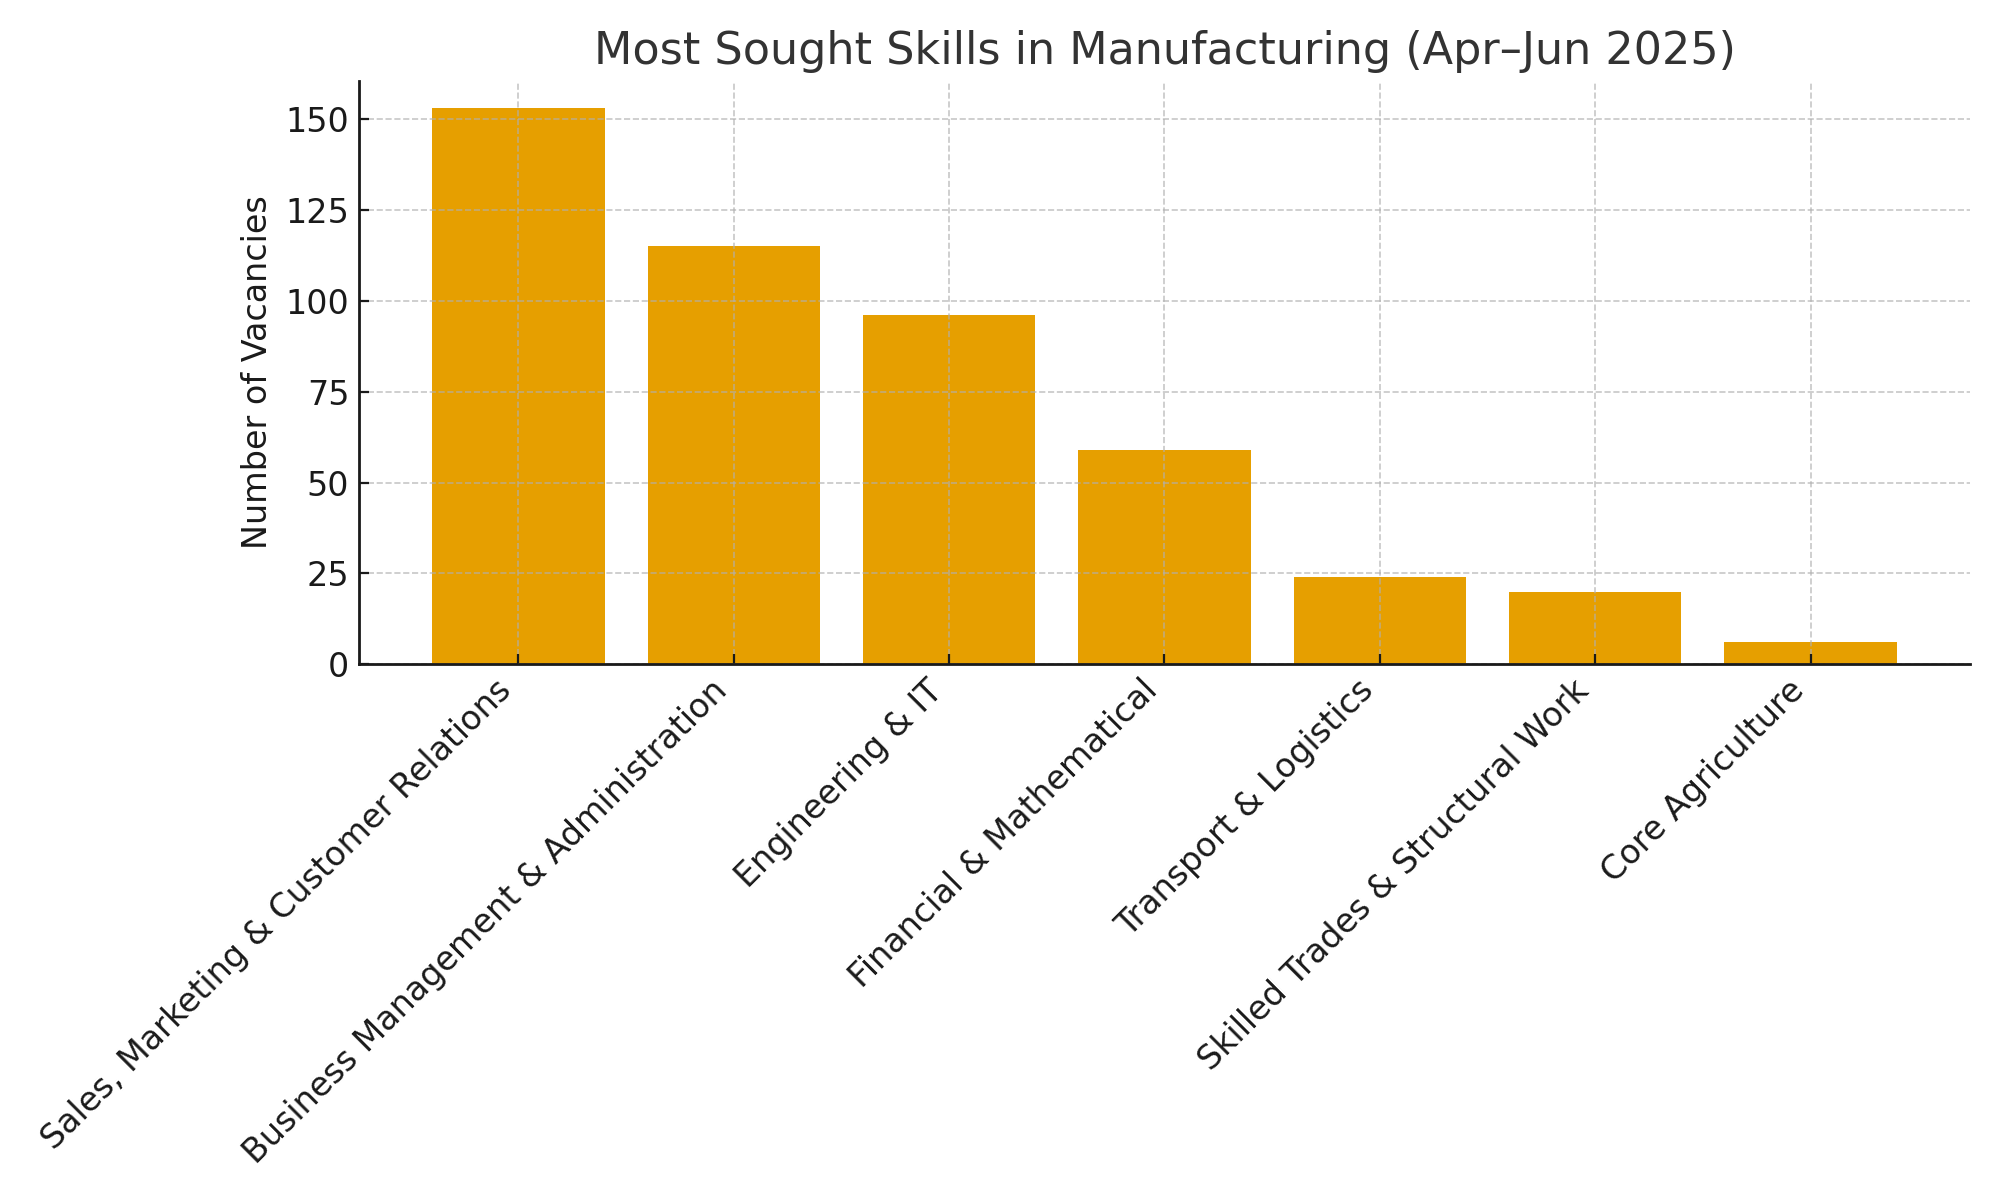 Most Sought Skills in Manufacturing (Apr–Jun 2025)
Number of Vacancies
150
125
100
75
50
25
0
Sales, Marketing & Customer Relations
Business Management & Administration
Engineering & IT
Financial & Mathematical
Transport & Logistics
Skilled Trades & Structural Work
Core Agriculture